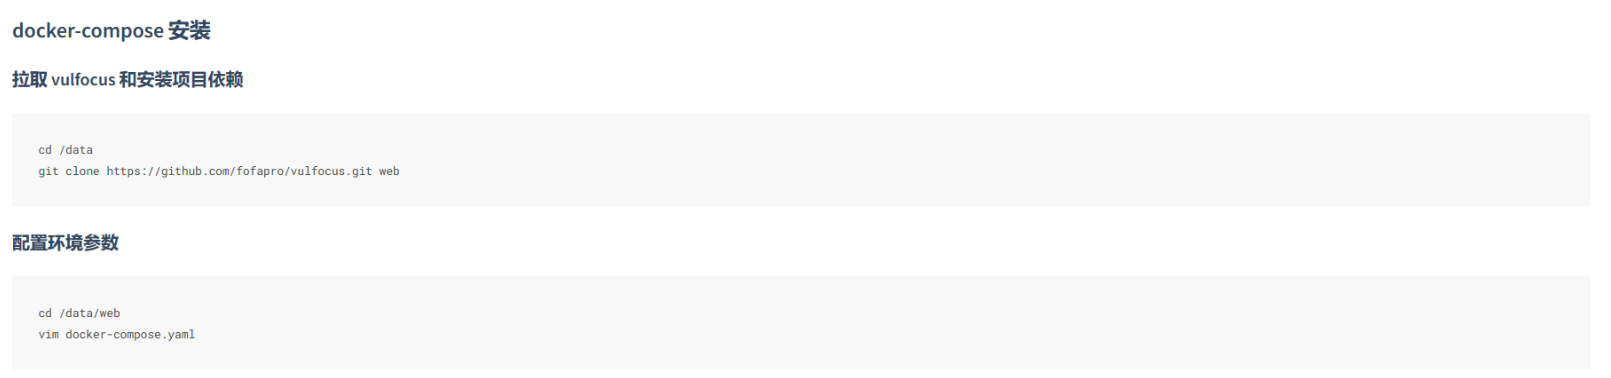 docker-compose 安装
拉取 vulfocus 和安装项目依赖
cd /data
git clone https://github.com/fofapro/vulfocus.git web
配置环境参数
cd /data/web
vim docker-compose.yaml